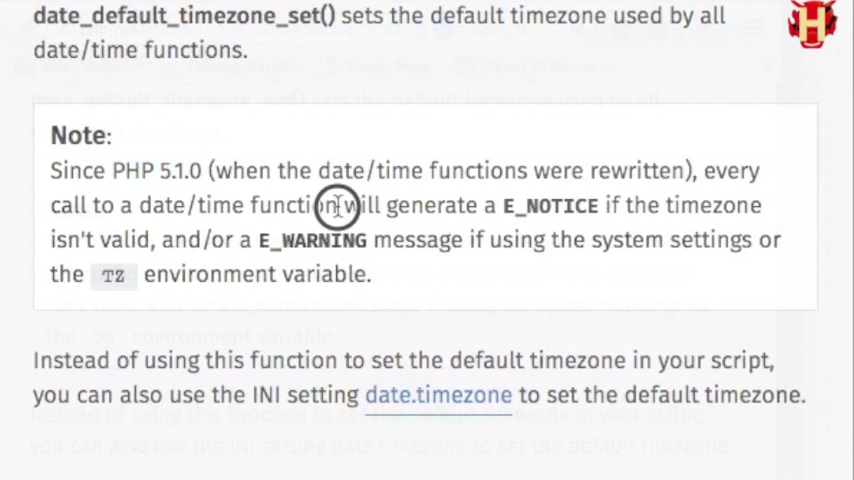 date_default_timezone_set() sets the default timezone used by all
date/time functions.
Note:
Since PHP 5.1.0 (when the date/time functions were rewritten), every
call to a date/time function will generate a E_NOTICE if the timezone
isn't valid, and/or a E_WARNING message if using the system settings or
the TZ environment variable.
Instead of using this function to set the default timezone in your script,
you can also use the INI setting date.timezone to set the default timezone.